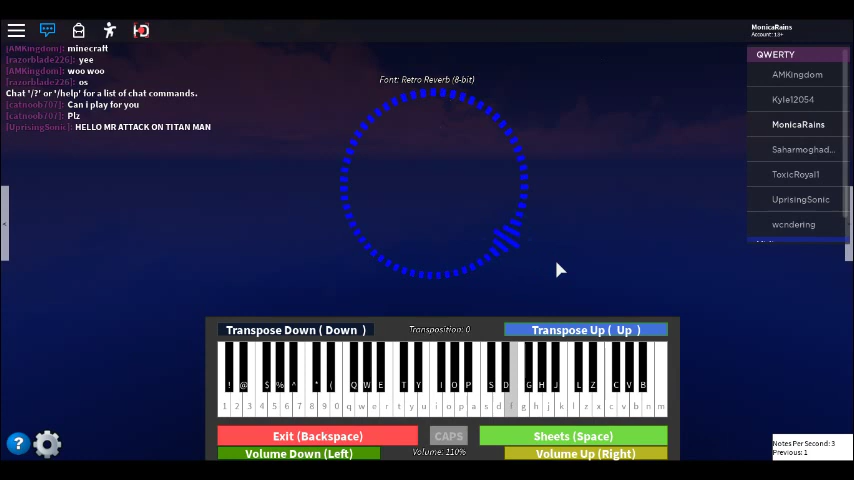 MonicaRains
Account: 13+
[AMKingdom]: minecraft
[razorblade226]: yee
[AMKingdom]: woo woo
[razorblade226]: os
Chat '/?' or '/help' for a list of chat commands.
[catnoob707]: Can i play for you
[catnoob707]: Plz
[UprisingSonic]: HELLO MR ATTACK ON TITAN MAN
QWERTY
AMKingdom
Kyle12054
MonicaRains
Saharmoghad...
ToxicRoyal1
UprisingSonic
wcndering
Font: Retro Reverb (8-bit)
Transpose Down ( Down )
Transposition: 0
Transpose Up ( Up )
! @ $ % ^ * ( Q W E T Y I O P S D G H J L Z C V B
1 2 3 4 5 6 7 8 9 0 q w e r t y u i o p a s d f g h j k l z x c v b n m
Exit (Backspace)
CAPS
Sheets (Space)
Volume Down (Left)
Volume: 110%
Volume Up (Right)
?
Notes Per Second: 3
Previous: 1